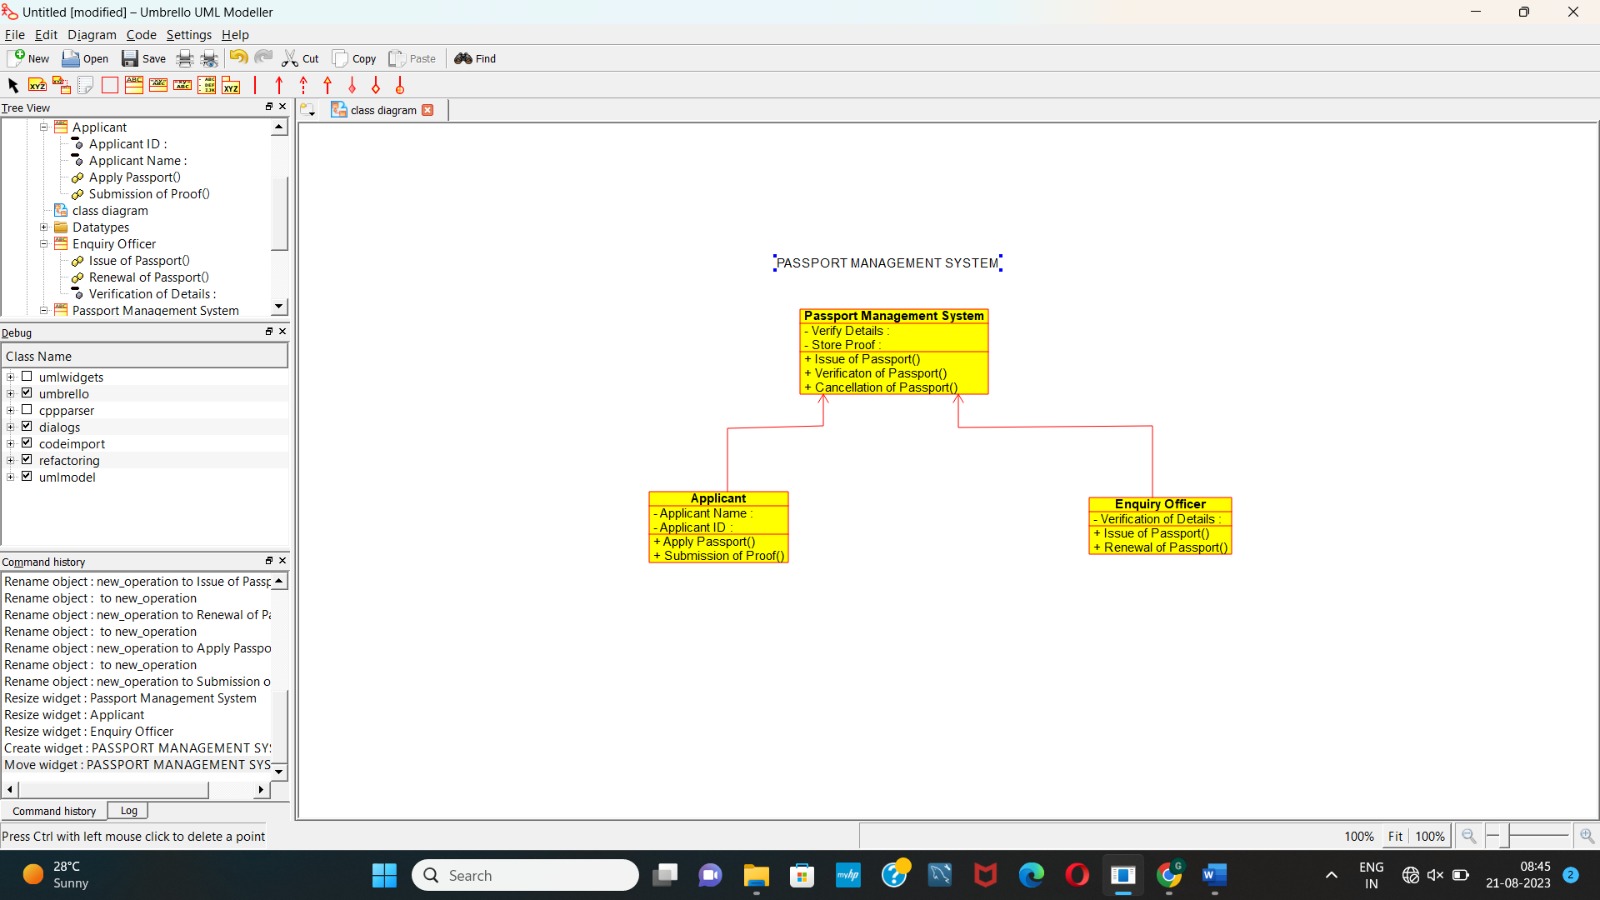 Untitled [modified] – Umbrello UML Modeller
File Edit Diagram Code Settings Help
New Open Save Cut Copy Paste Find
Tree View
class diagram
Applicant
Applicant ID :
Applicant Name :
Apply Passport()
Submission of Proof()
class diagram
Datatypes
Enquiry Officer
Issue of Passport()
Renewal of Passport()
Verification of Details :
Passport Management System
Debug
Class Name
umlwidgets
umbrello
cppparser
dialogs
codeimport
refactoring
umlmodel
Command history
Rename object : new_operation to Issue of Passp
Rename object :  to new_operation
Rename object : new_operation to Renewal of Pa
Rename object :  to new_operation
Rename object : new_operation to Apply Passpo
Rename object :  to new_operation
Rename object : new_operation to Submission o
Resize widget : Passport Management System
Resize widget : Applicant
Resize widget : Enquiry Officer
Create widget : PASSPORT MANAGEMENT SY
Move widget : PASSPORT MANAGEMENT SYS
Command history Log
Press Ctrl with left mouse click to delete a point
PASSPORT MANAGEMENT SYSTEM
Passport Management System
- Verify Details :
- Store Proof :
+ Issue of Passport()
+ Verificaton of Passport()
+ Cancellation of Passport()
Applicant
- Applicant Name :
- Applicant ID :
+ Apply Passport()
+ Submission of Proof()
Enquiry Officer
- Verification of Details :
+ Issue of Passport()
+ Renewal of Passport()
100% Fit 100%
28°C
Sunny
Search
myhp
ENG
IN
08:45
21-08-2023
2